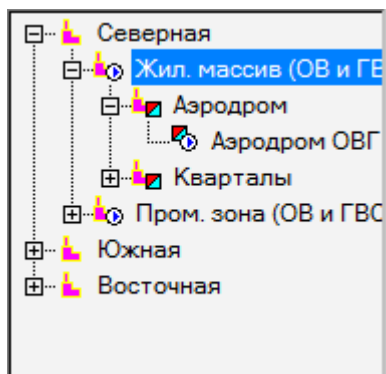 Северная
Жил. массив (ОВ и ГВ
Аэродром
Аэродром ОВГ
Кварталы
Пром. зона (ОВ и ГВС
Южная
Восточная